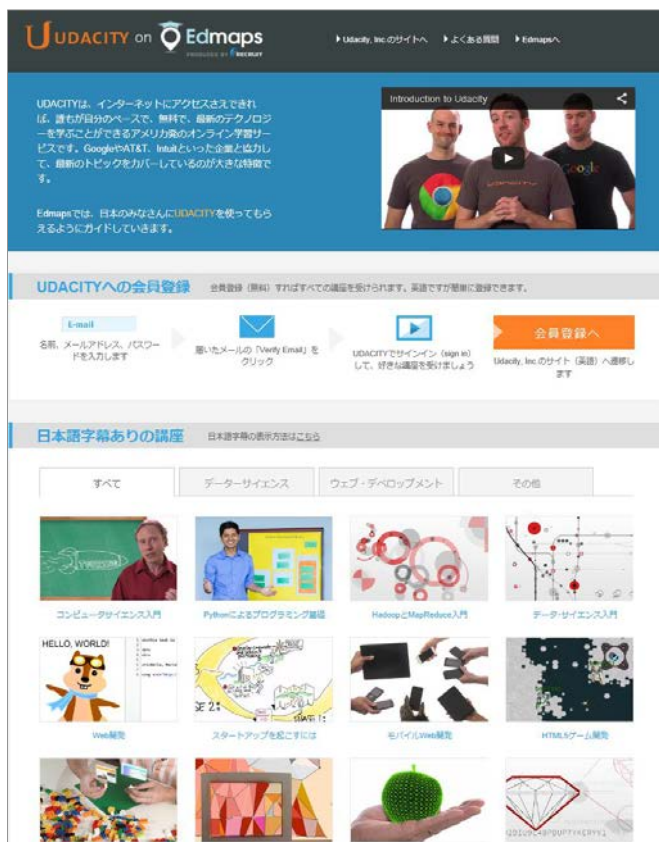 UDACITY on Edmaps
PRODUCED BY RECRUIT
Udacity, Inc.のサイトへ よくある質問 Edmapsへ
UDACITYは、インターネットにアクセスさえできれ
ば、誰もが自分のペースで、無料で、最新のテクノロジ
ーを学ぶことができるアメリカ発のオンライン学習サー
ビスです。GoogleやAT&T、Intuitといった企業と協力し
て、最新のトピックをカバーしているのが大きな特徴で
す。
Edmapsでは、日本のみなさんにUDACITYを使ってもら
えるようにガイドしていきます。
Introduction to Udacity
UDACITY
Google
UDACITYへの会員登録 会員登録（無料）すればすべての講座を受けられます。英語ですが簡単に登録できます。
E-mail
名前、メールアドレス、パスワー
ドを入力します
届いたメールの「Verify Email」を
クリック
UDACITYでサインイン（sign in）
して、好きな講座を受けましょう
会員登録へ
Udacity, Inc.のサイト（英語）へ遷移し
ます
日本語字幕ありの講座 日本語字幕の表示方法はこちら
すべて データーサイエンス ウェブ・デベロップメント その他
コンピュータサイエンス入門 Pythonによるプログラミング基礎 HadoopとMapReduce入門 データ・サイエンス入門
HELLO, WORLD!
Web開発 スタートアップを起こすには モバイルWeb開発 HTML5ゲーム開発